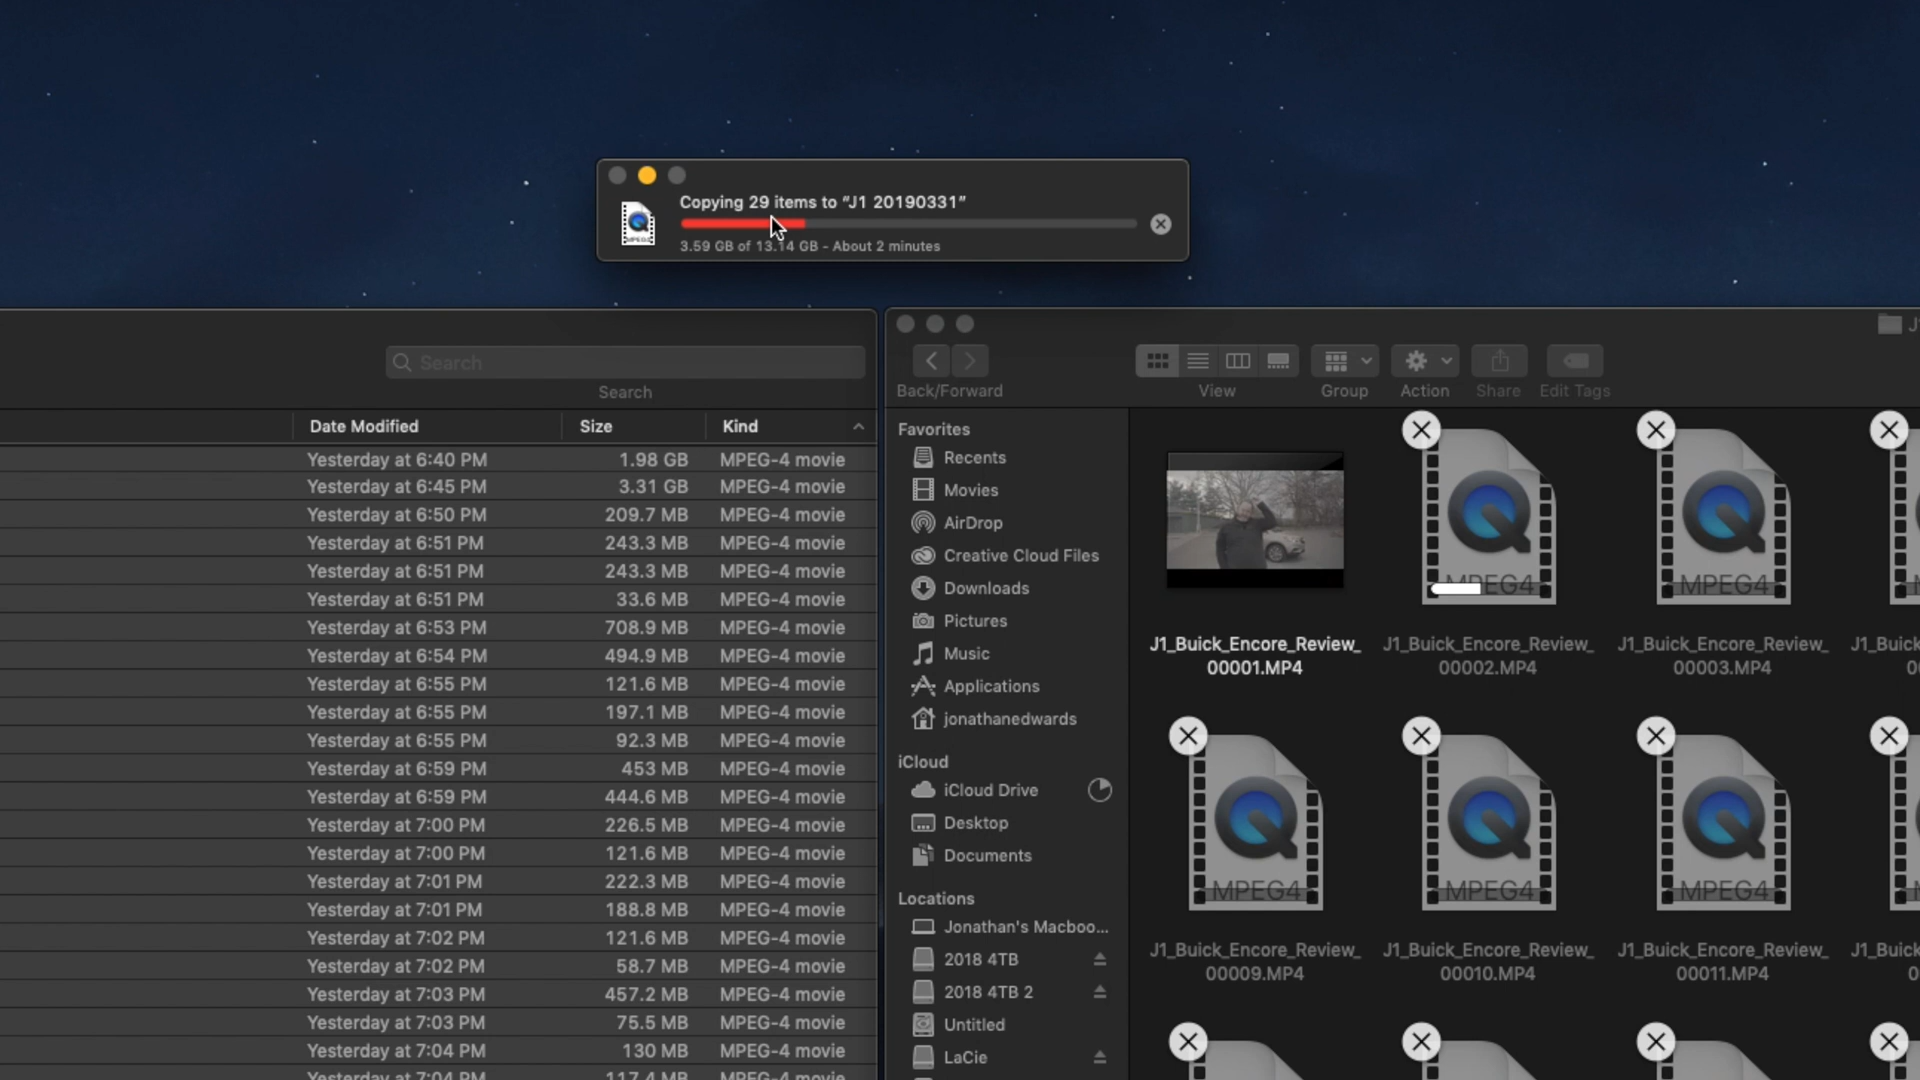 Copying 29 items to “J1 20190331”
3.59 GB of 13.14 GB - About 2 minutes
Search
Search
Date Modified Size Kind
Yesterday at 6:40 PM 1.98 GB MPEG-4 movie
Yesterday at 6:45 PM 3.31 GB MPEG-4 movie
Yesterday at 6:50 PM 209.7 MB MPEG-4 movie
Yesterday at 6:51 PM 243.3 MB MPEG-4 movie
Yesterday at 6:51 PM 243.3 MB MPEG-4 movie
Yesterday at 6:51 PM 33.6 MB MPEG-4 movie
Yesterday at 6:53 PM 708.9 MB MPEG-4 movie
Yesterday at 6:54 PM 494.9 MB MPEG-4 movie
Yesterday at 6:55 PM 121.6 MB MPEG-4 movie
Yesterday at 6:55 PM 197.1 MB MPEG-4 movie
Yesterday at 6:55 PM 92.3 MB MPEG-4 movie
Yesterday at 6:59 PM 453 MB MPEG-4 movie
Yesterday at 6:59 PM 444.6 MB MPEG-4 movie
Yesterday at 7:00 PM 226.5 MB MPEG-4 movie
Yesterday at 7:00 PM 121.6 MB MPEG-4 movie
Yesterday at 7:01 PM 222.3 MB MPEG-4 movie
Yesterday at 7:01 PM 188.8 MB MPEG-4 movie
Yesterday at 7:02 PM 121.6 MB MPEG-4 movie
Yesterday at 7:02 PM 58.7 MB MPEG-4 movie
Yesterday at 7:03 PM 457.2 MB MPEG-4 movie
Yesterday at 7:03 PM 75.5 MB MPEG-4 movie
Yesterday at 7:04 PM 130 MB MPEG-4 movie
Yesterday at 7:04 PM 117.4 MB MPEG-4 movie
Back/Forward View Group Action Share Edit Tags
Favorites
Recents
Movies
AirDrop
Creative Cloud Files
Downloads
Pictures
Music
Applications
jonathanedwards
iCloud
iCloud Drive
Desktop
Documents
Locations
Jonathan's Macboo...
2018 4TB
2018 4TB 2
Untitled
LaCie
MPEG4 MPEG4
J1_Buick_Encore_Review_ J1_Buick_Encore_Review_ J1_Buick_Encore_Review_ J1_Buick
00001.MP4 00002.MP4 00003.MP4
MPEG4 MPEG4 MPEG4
J1_Buick_Encore_Review_ J1_Buick_Encore_Review_ J1_Buick_Encore_Review_ J1_Buick
00009.MP4 00010.MP4 00011.MP4